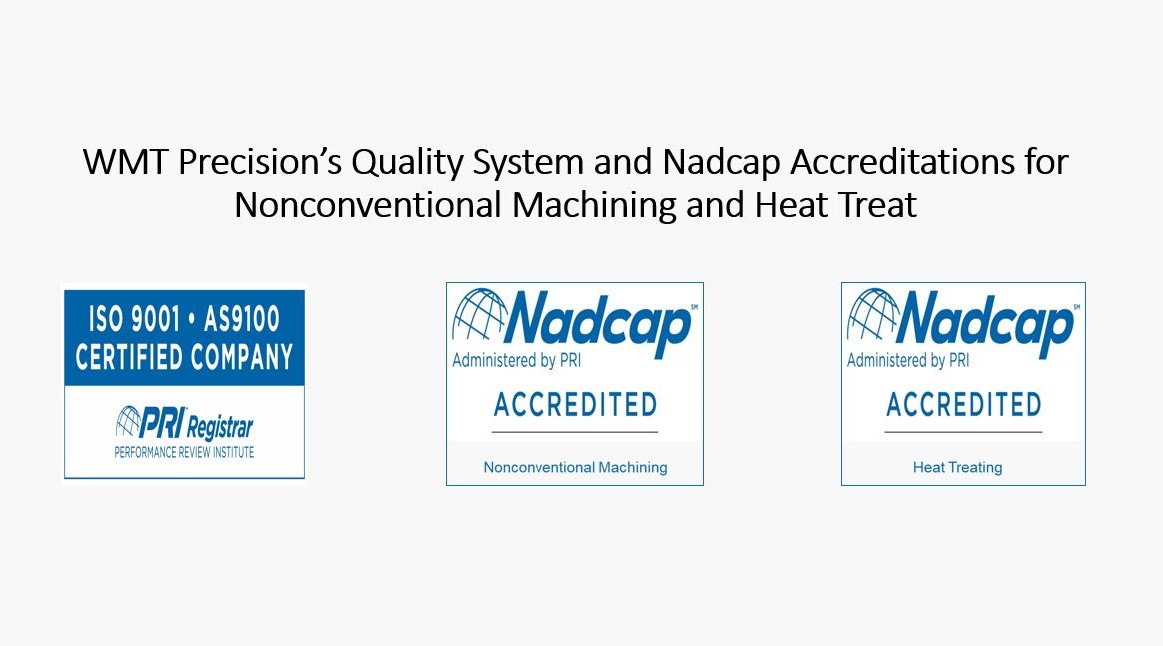 WMT Precision’s Quality System and Nadcap Accreditations for
Nonconventional Machining and Heat Treat
ISO 9001 • AS9100
CERTIFIED COMPANY
PRI Registrar
PERFORMANCE REVIEW INSTITUTE
Nadcap SM
Administered by PRI
ACCREDITED
Nonconventional Machining
Nadcap SM
Administered by PRI
ACCREDITED
Heat Treating